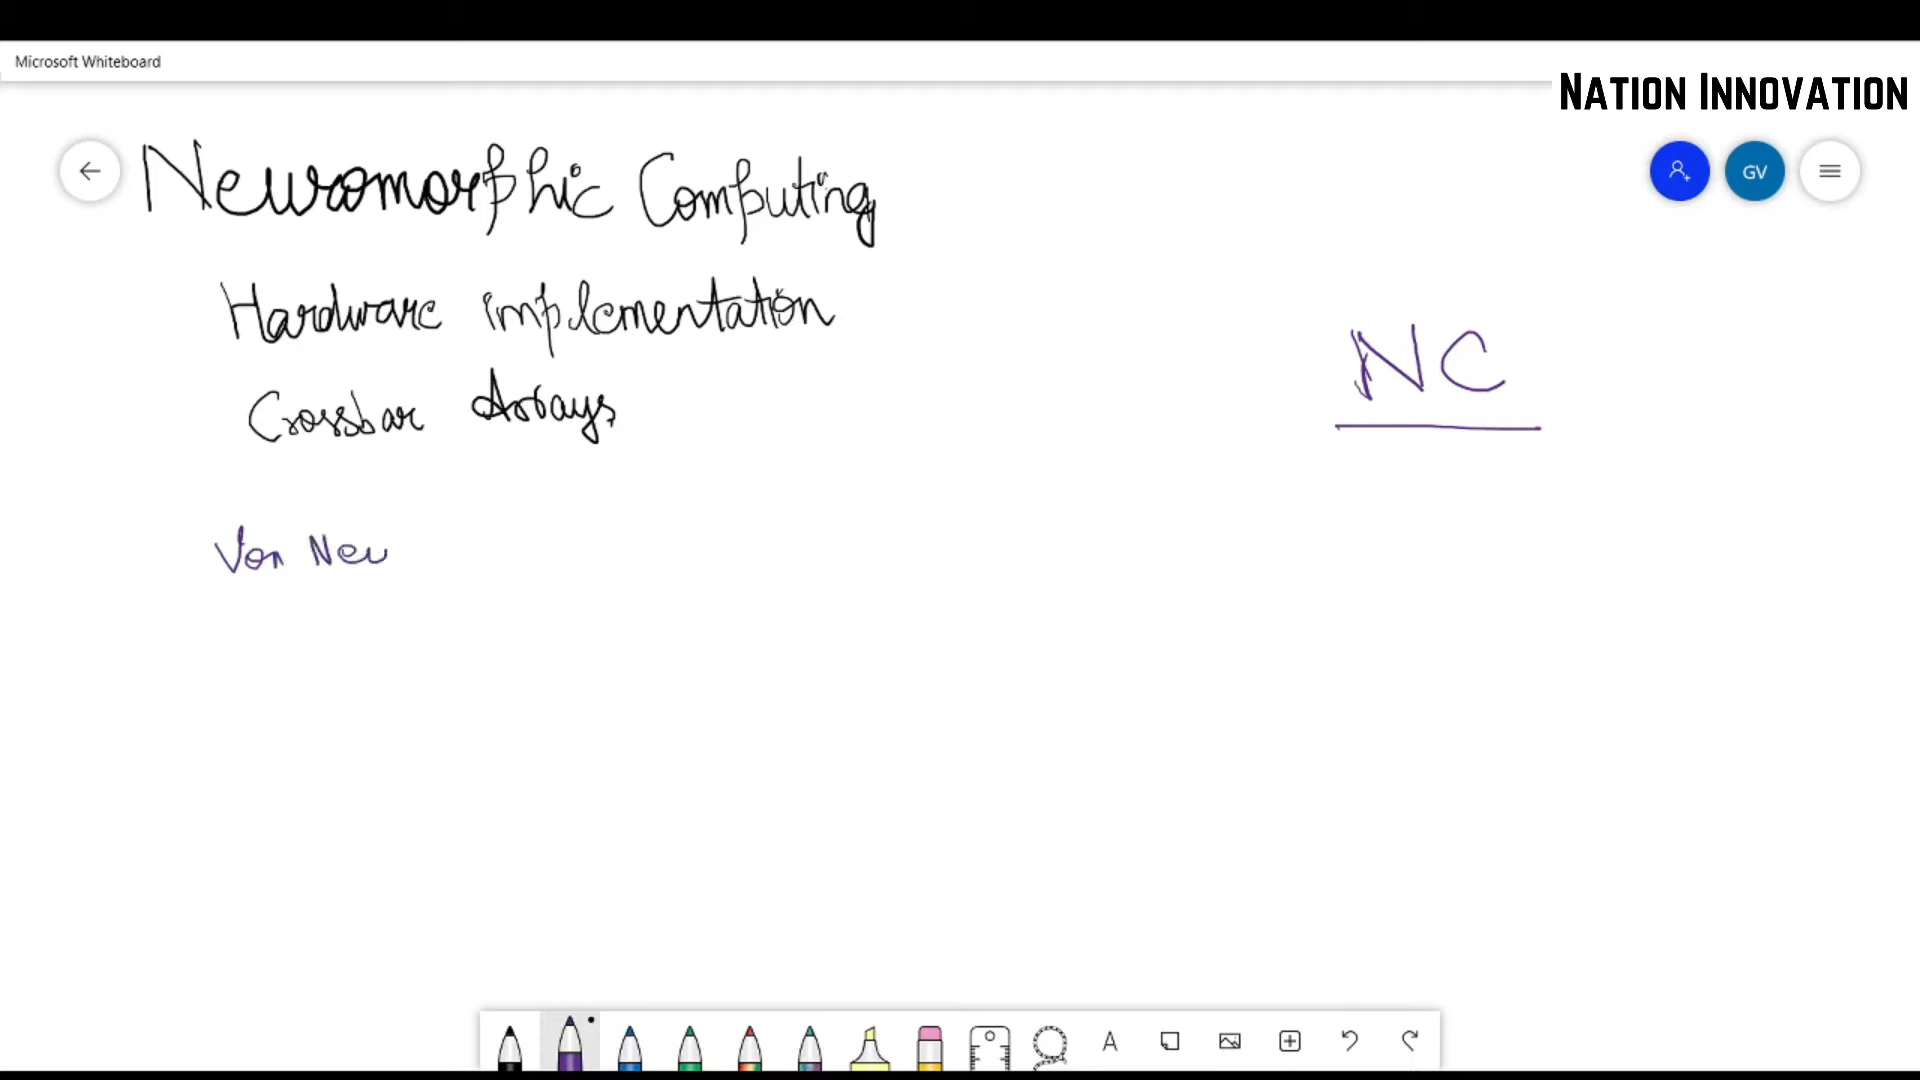 Microsoft Whiteboard
NATION INNOVATION
Neuromorphic Computing
GV
Hardware implementation
NC
Crossbar Arrays
Von Neu
A